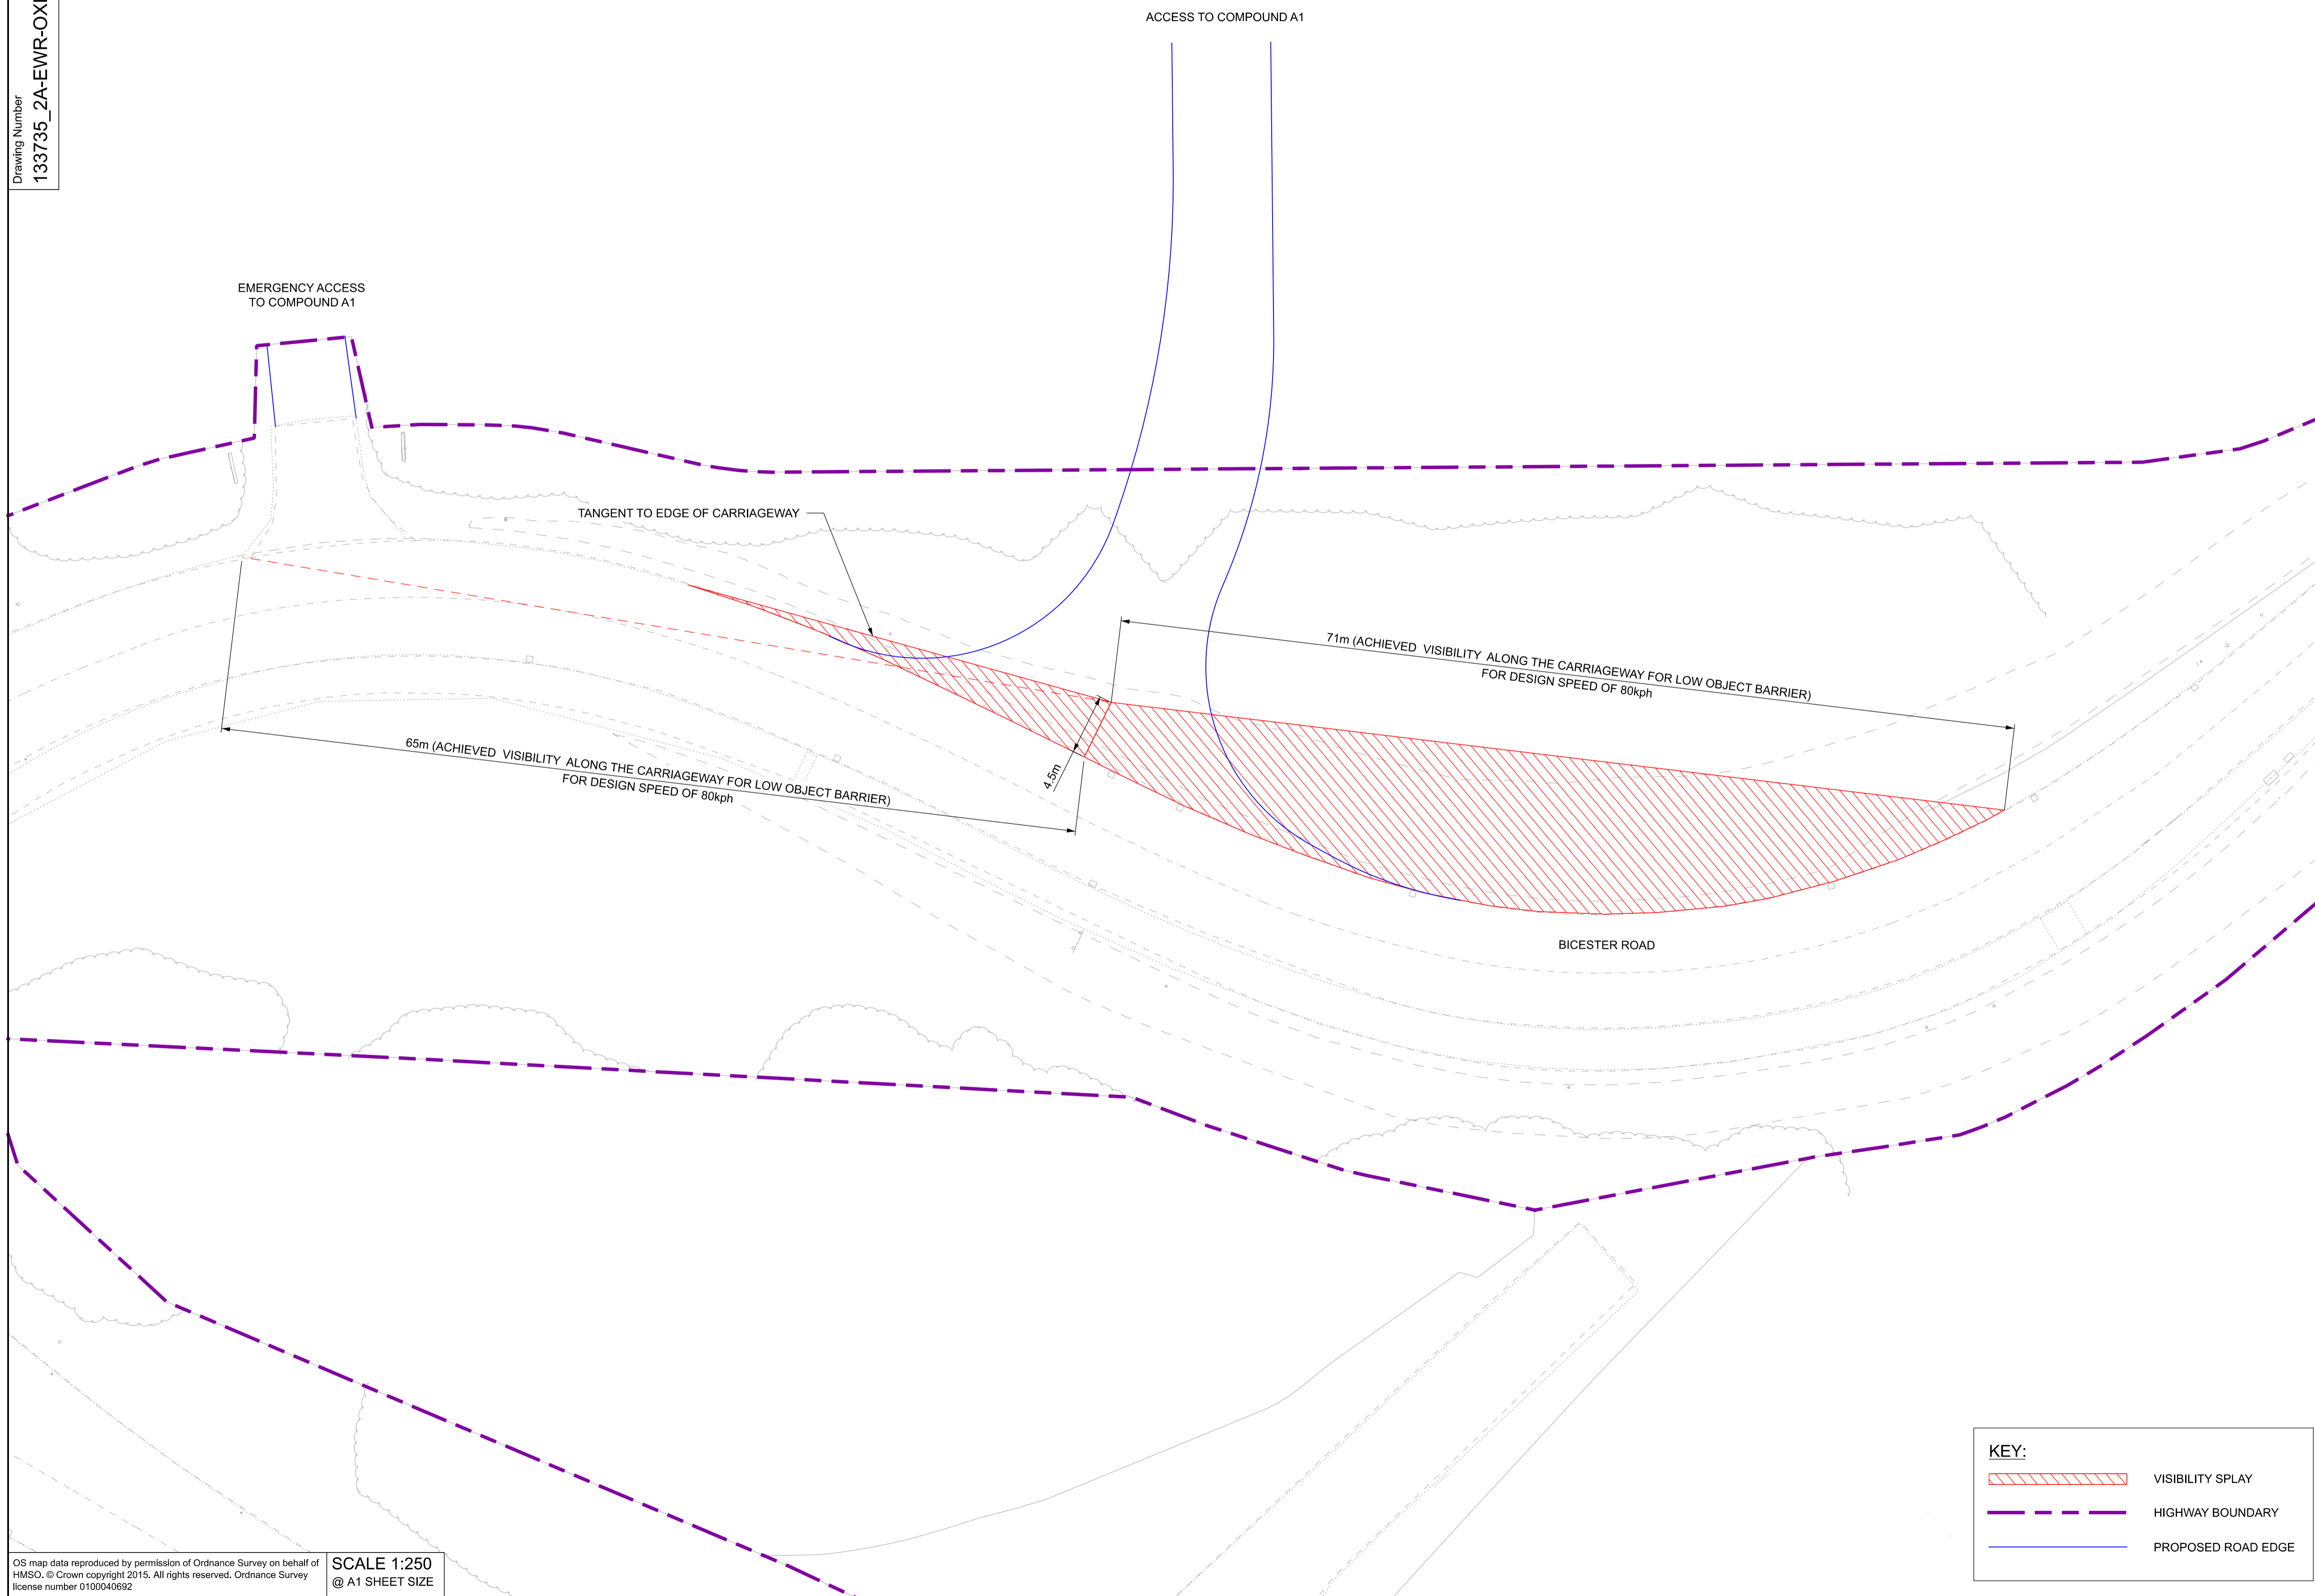 Drawing Number
133735_2A-EWR-OXD
ACCESS TO COMPOUND A1
EMERGENCY ACCESS
TO COMPOUND A1
TANGENT TO EDGE OF CARRIAGEWAY
71m (ACHIEVED VISIBILITY ALONG THE CARRIAGEWAY FOR LOW OBJECT BARRIER)
FOR DESIGN SPEED OF 80kph
65m (ACHIEVED VISIBILITY ALONG THE CARRIAGEWAY FOR LOW OBJECT BARRIER)
FOR DESIGN SPEED OF 80kph
4.5m
BICESTER ROAD
KEY:
VISIBILITY SPLAY
HIGHWAY BOUNDARY
PROPOSED ROAD EDGE
OS map data reproduced by permission of Ordnance Survey on behalf of
HMSO. © Crown copyright 2015. All rights reserved. Ordnance Survey
license number 0100040692
SCALE 1:250
@ A1 SHEET SIZE